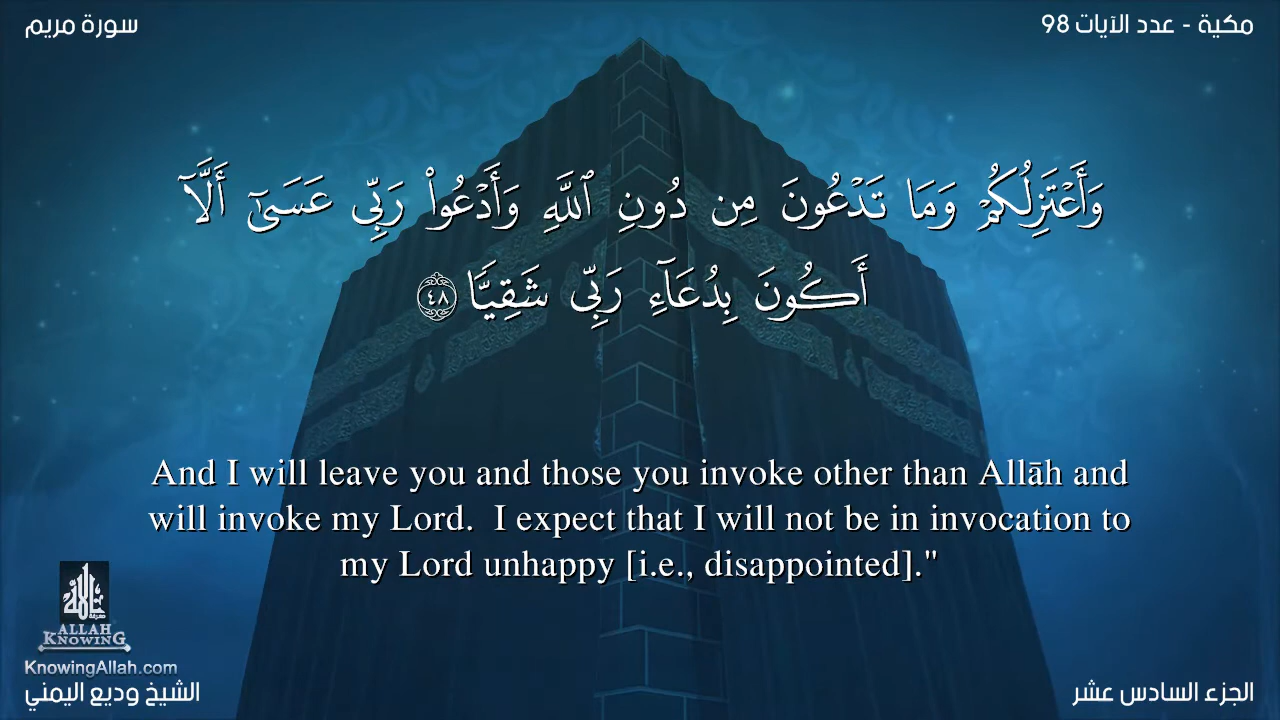 مكية - عدد الآيات 98
سورة مريم
وَأَعْتَزِلُكُمْ وَمَا تَدْعُونَ مِن دُونِ ٱللَّهِ وَأَدْعُوا۟ رَبِّى عَسَىٰٓ أَلَّآ
أَكُونَ بِدُعَآءِ رَبِّى شَقِيًّا ٤٨
And I will leave you and those you invoke other than Allāh and
will invoke my Lord.  I expect that I will not be in invocation to
my Lord unhappy [i.e., disappointed]."
ALLAH
KNOWING
KnowingAllah.com
الجزء السادس عشر
الشيخ وديع اليمني